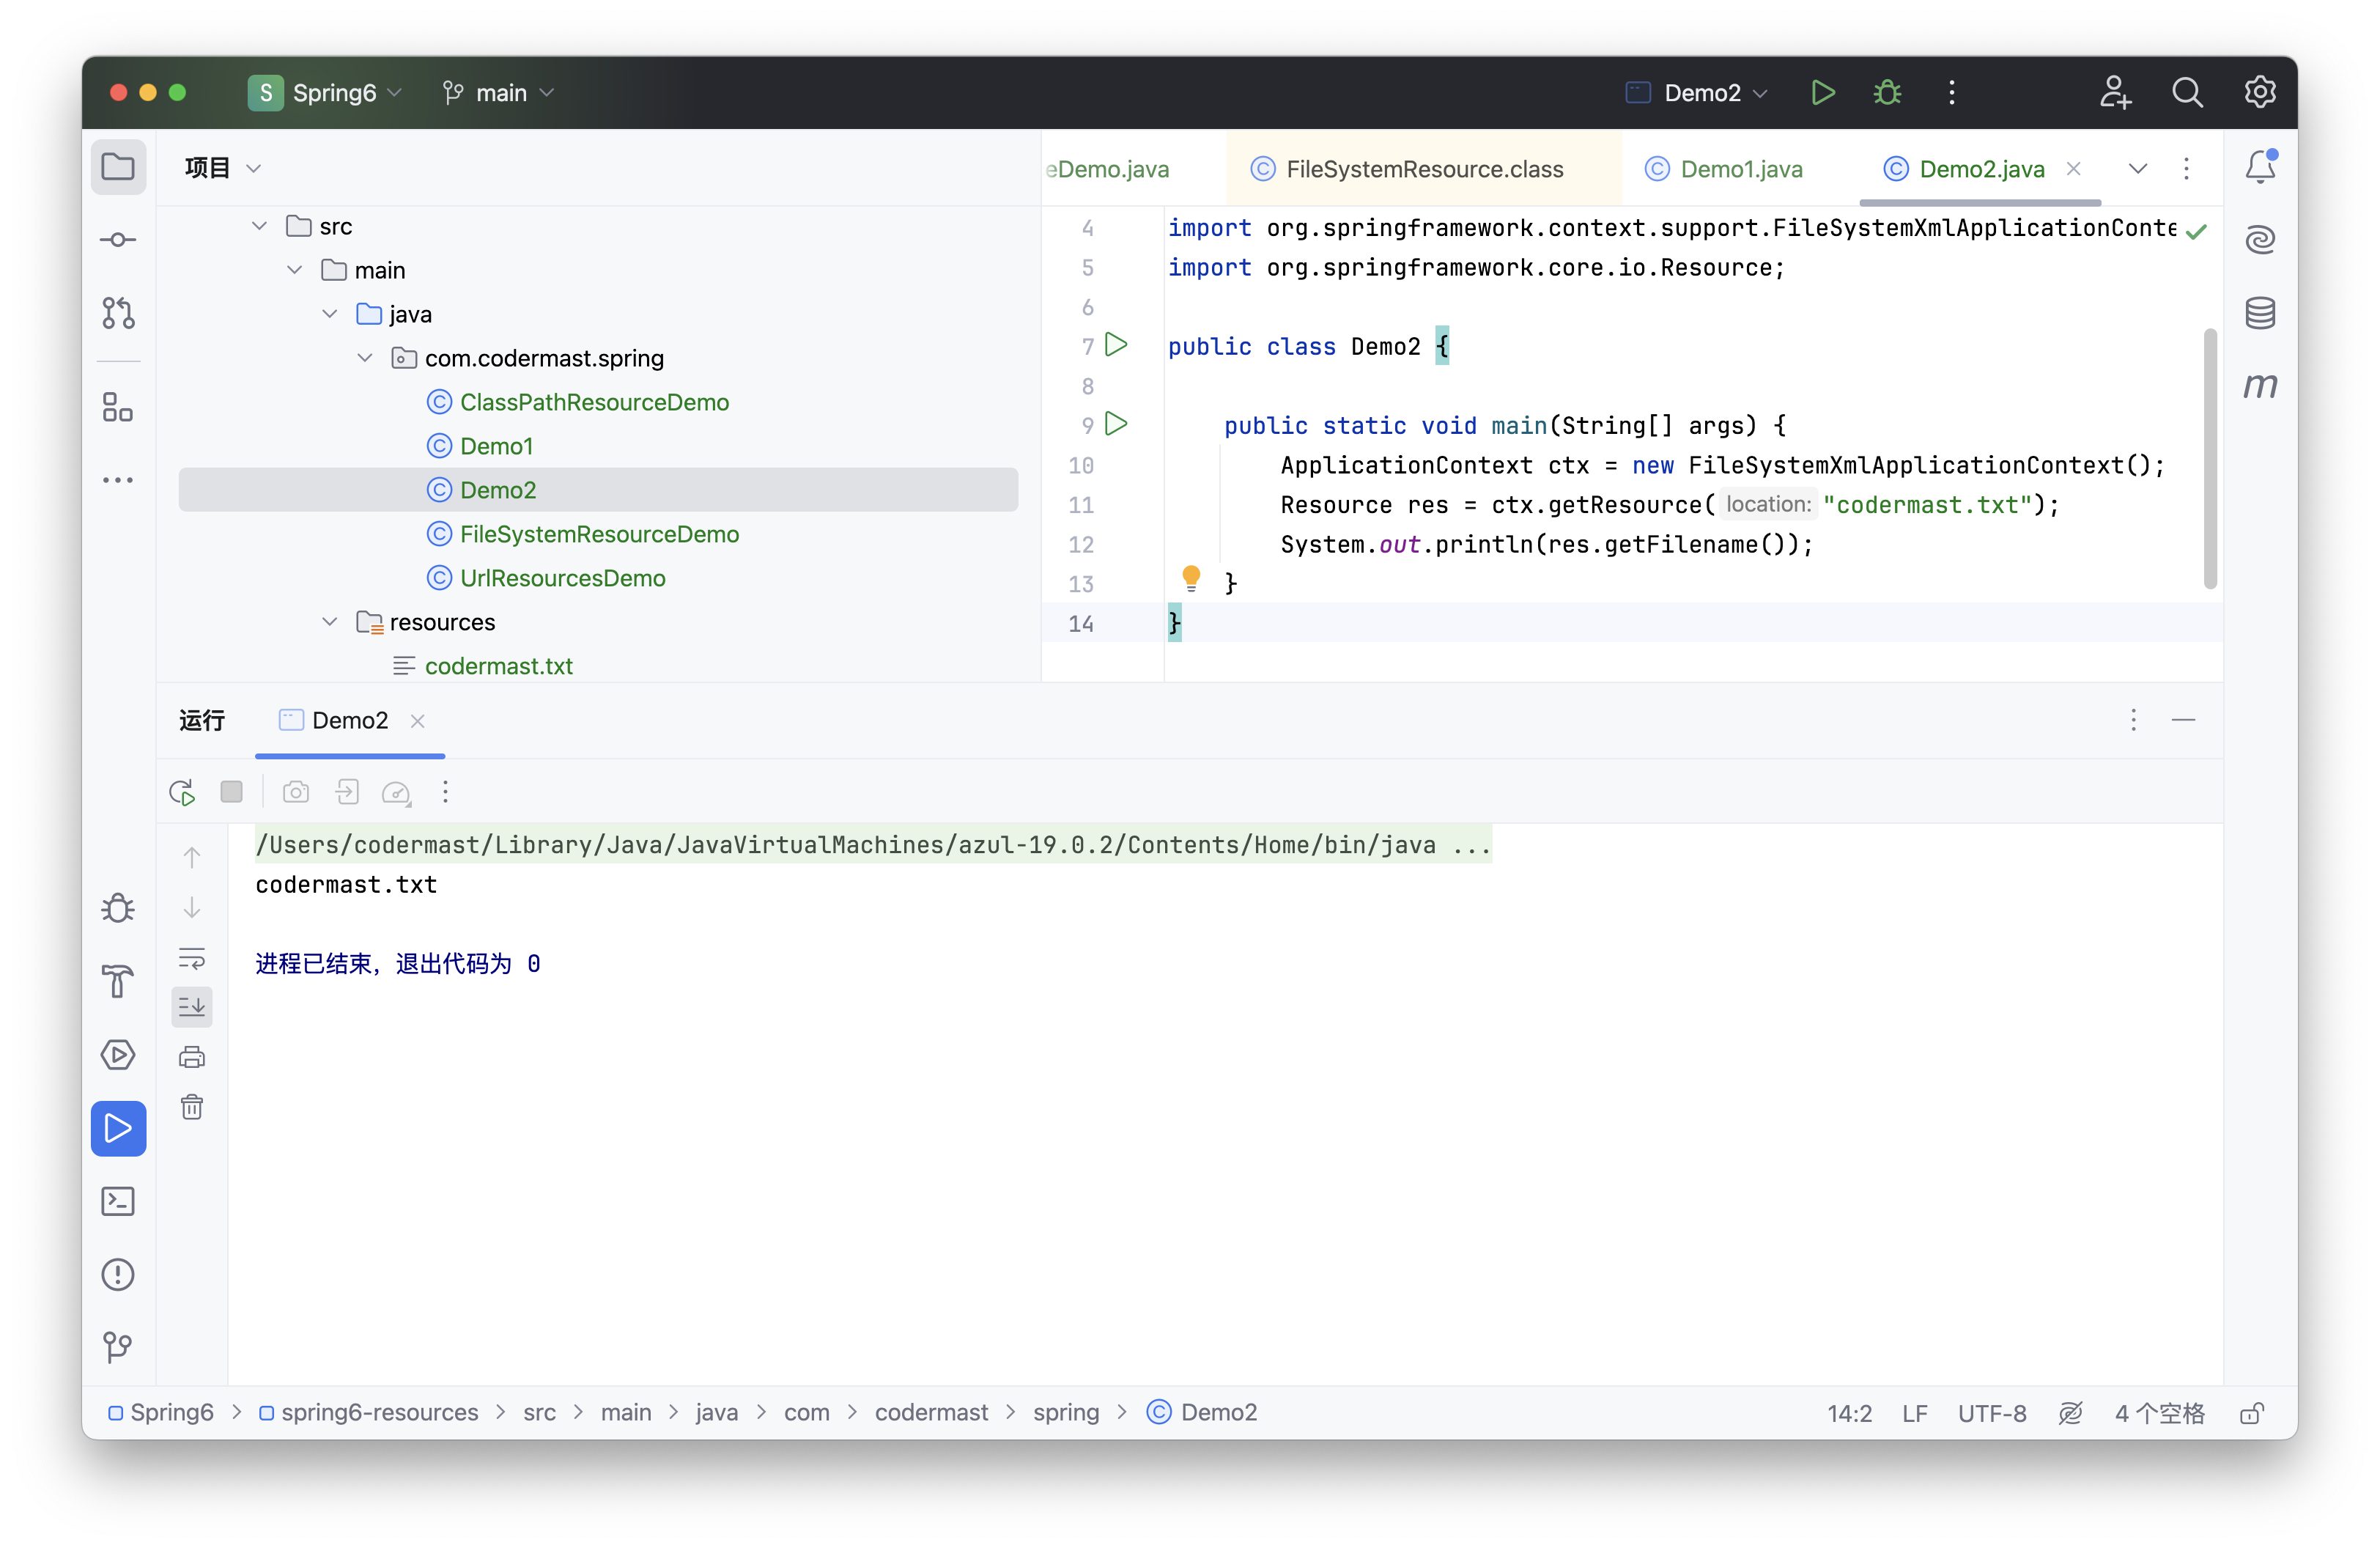 S Spring6 main Demo2
项目
src
main
java
com.codermast.spring
ClassPathResourceDemo
Demo1
Demo2
FileSystemResourceDemo
UrlResourcesDemo
resources
codermast.txt
eDemo.java FileSystemResource.class Demo1.java Demo2.java
4 import org.springframework.context.support.FileSystemXmlApplicationConte
5 import org.springframework.core.io.Resource;
6
7 public class Demo2 {
8
9 public static void main(String[] args) {
10 ApplicationContext ctx = new FileSystemXmlApplicationContext();
11 Resource res = ctx.getResource( location: "codermast.txt");
12 System.out.println(res.getFilename());
13 }
14 }
m
运行 Demo2
/Users/codermast/Library/Java/JavaVirtualMachines/azul-19.0.2/Contents/Home/bin/java ...
codermast.txt
进程已结束，退出代码为 0
Spring6 > spring6-resources > src > main > java > com > codermast > spring > Demo2 14:2 LF UTF-8 4 个空格